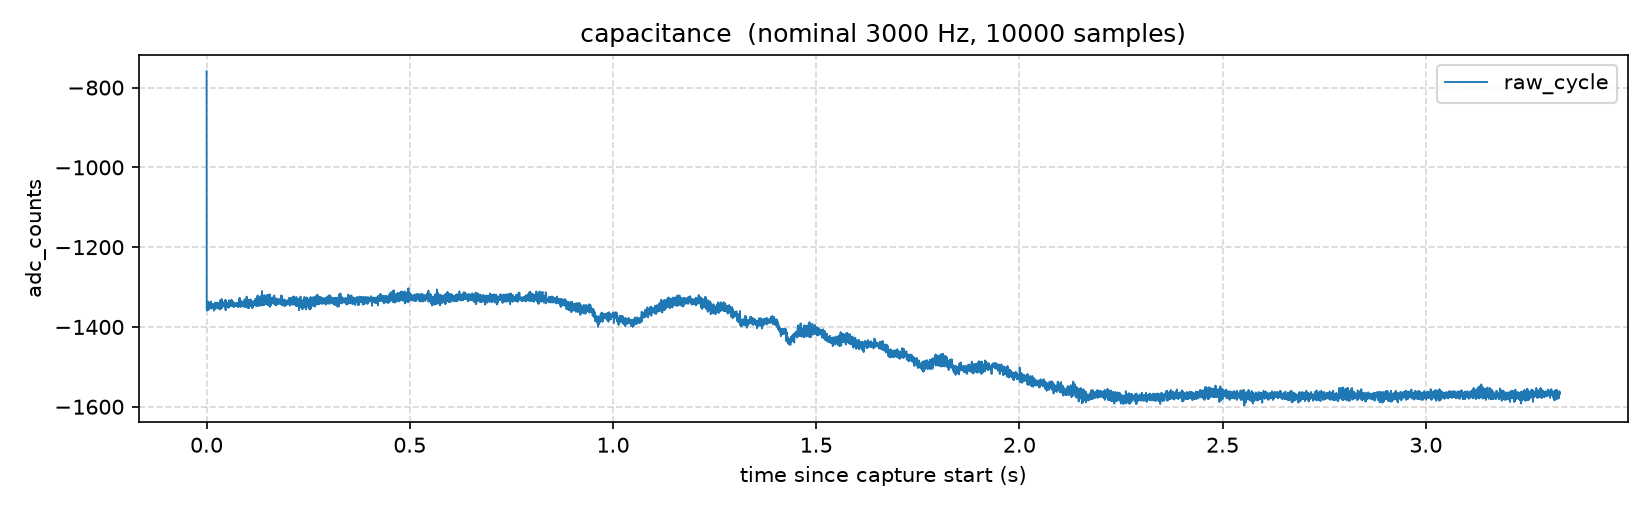 capacitance  (nominal 3000 Hz, 10000 samples)
raw_cycle
adc_counts
−800
−1000
−1200
−1400
−1600
0.0 0.5 1.0 1.5 2.0 2.5 3.0
time since capture start (s)